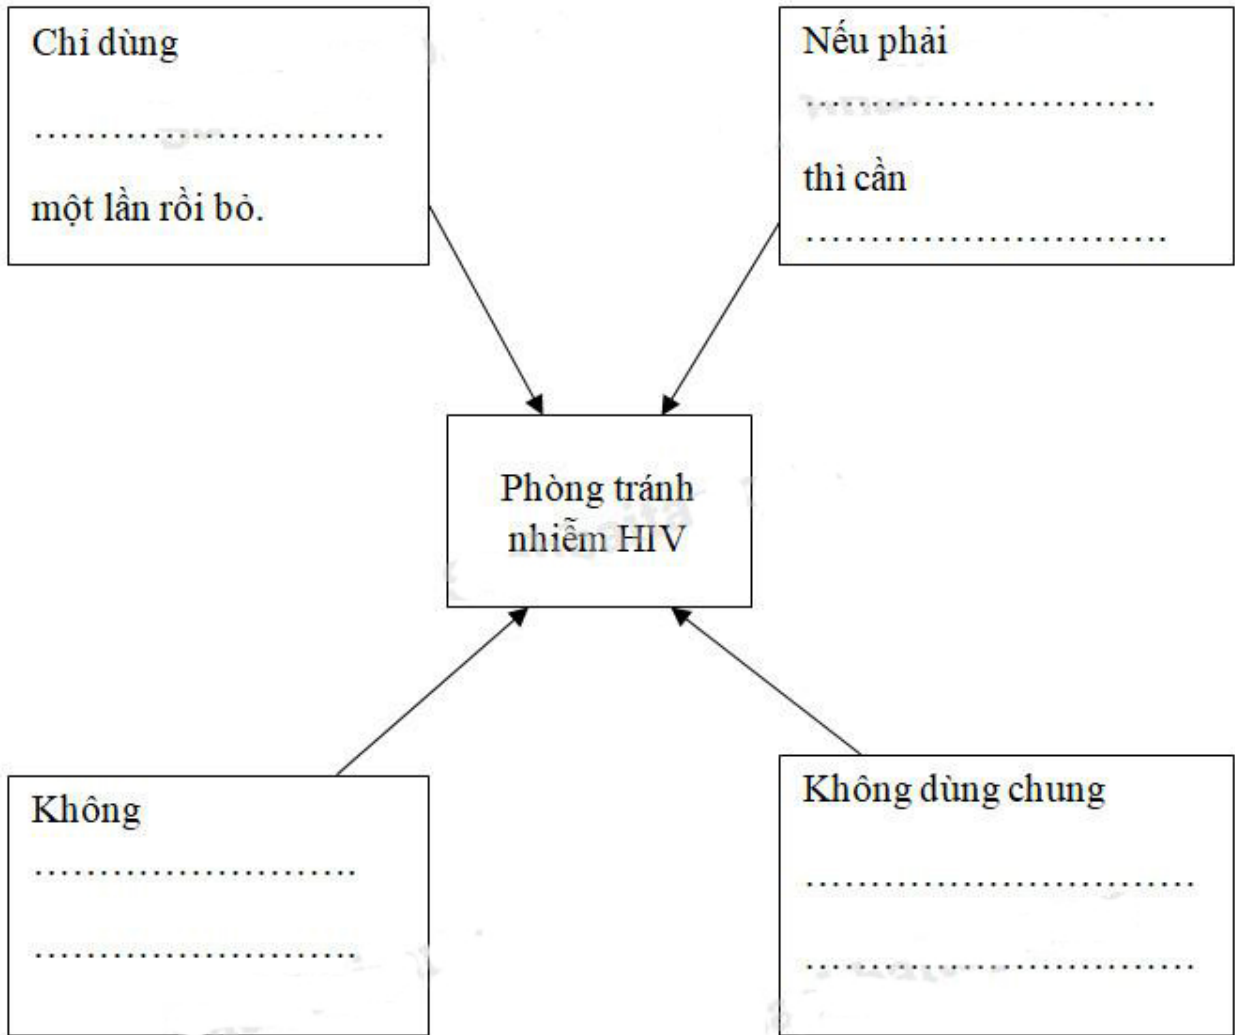 Chỉ dùng
………………………
một lần rồi bỏ.
Nếu phải
………………………
thì cần
……………………….
Phòng tránh
nhiễm HIV
Không
…………………….
…………………….
Không dùng chung
…………………………
…………………………